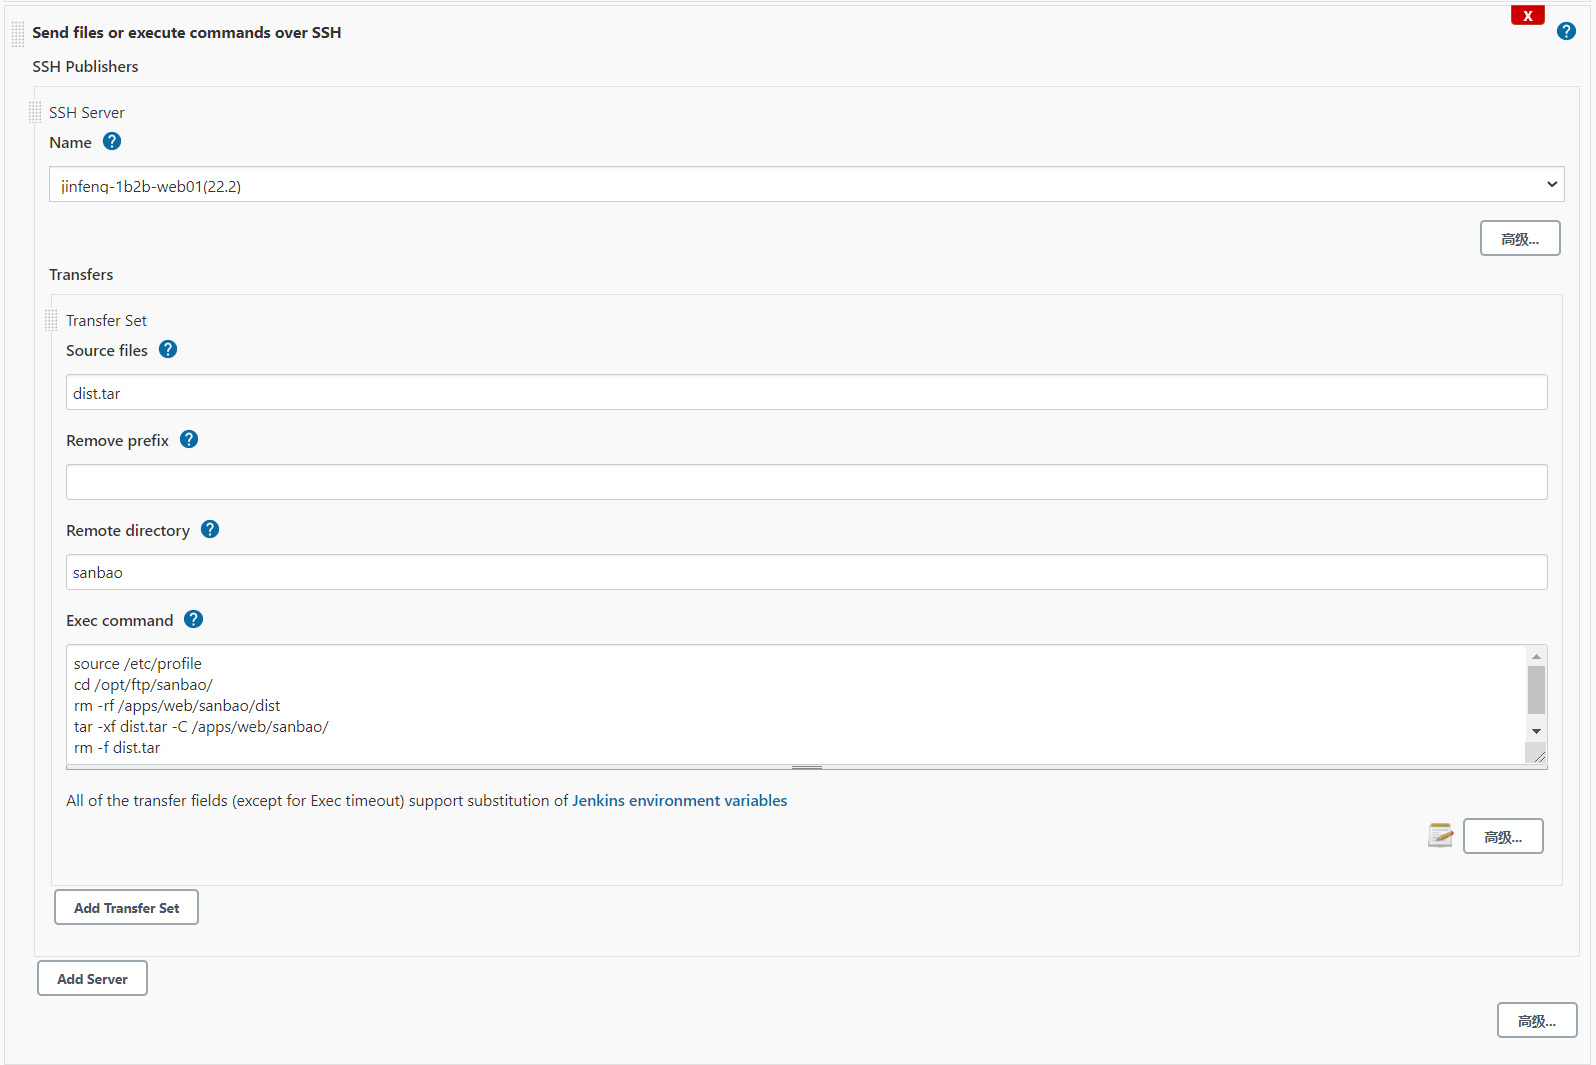 X
Send files or execute commands over SSH
?
SSH Publishers
SSH Server
Name ?
jinfeng-1b2b-web01(22.2)
高级...
Transfers
Transfer Set
Source files ?
dist.tar
Remove prefix ?
Remote directory ?
sanbao
Exec command ?
source /etc/profile
cd /opt/ftp/sanbao/
rm -rf /apps/web/sanbao/dist
tar -xf dist.tar -C /apps/web/sanbao/
rm -f dist.tar
All of the transfer fields (except for Exec timeout) support substitution of Jenkins environment variables
高级...
Add Transfer Set
Add Server
高级...